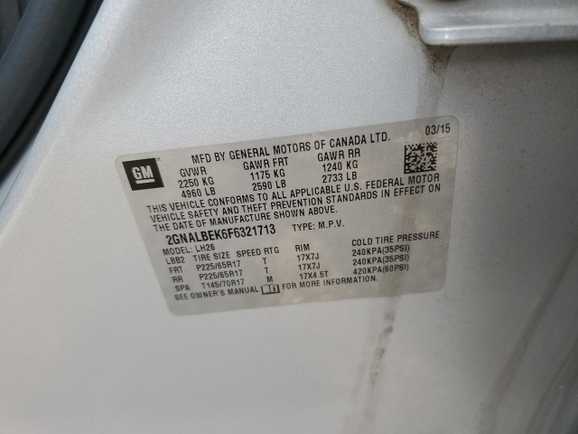 MFD BY GENERAL MOTORS OF CANADA LTD. 03/15
GM
GVWR GAWR FRT GAWR RR
2250 KG 1175 KG 1240 KG
4960 LB 2590 LB 2733 LB
THIS VEHICLE CONFORMS TO ALL APPLICABLE U.S. FEDERAL MOTOR
VEHICLE SAFETY AND THEFT PREVENTION STANDARDS IN EFFECT ON
THE DATE OF MANUFACTURE SHOWN ABOVE.
2GNALBEK6F6321713 TYPE: M.P.V.
MODEL: LH26
TIRE SIZE SPEED RTG RIM COLD TIRE PRESSURE
FRT P225/65R17 T 17X7J 240KPA(35PSI)
RR P225/65R17 T 17X7J 240KPA(35PSI)
SPA T145/70R17 M 17X4.5T 420KPA(60PSI)
SEE OWNER'S MANUAL FOR MORE INFORMATION.